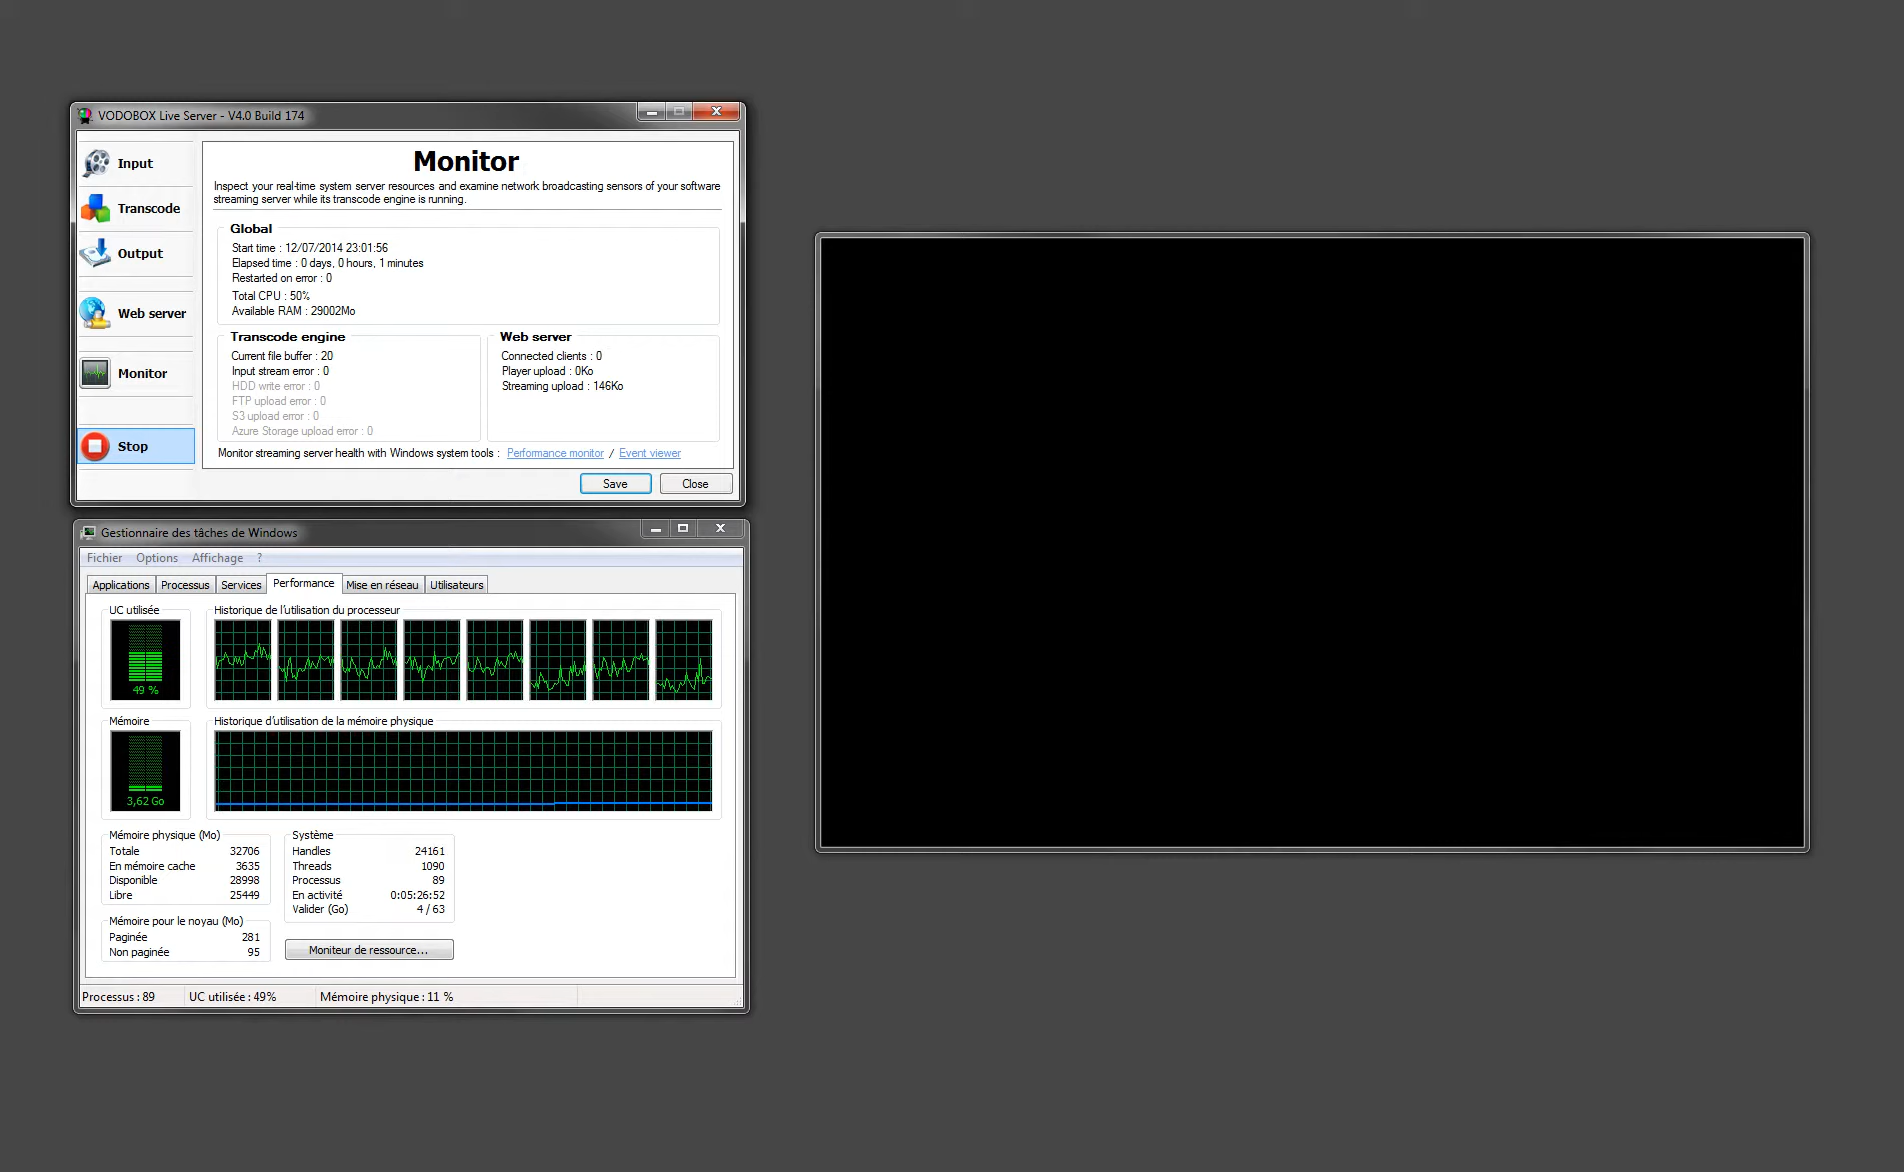 VODOBOX Live Server - V4.0 Build 174
Input
Transcode
Output
Web server
Monitor
Stop
Monitor
Inspect your real-time system server resources and examine network broadcasting sensors of your software
streaming server while its transcode engine is running.
Global
Start time : 12/07/2014 23:01:56
Elapsed time : 0 days, 0 hours, 1 minutes
Restarted on error : 0
Total CPU : 50%
Available RAM : 29002Mo
Transcode engine
Current file buffer : 20
Input stream error : 0
HDD write error : 0
FTP upload error : 0
S3 upload error : 0
Azure Storage upload error : 0
Web server
Connected clients : 0
Player upload : 0Ko
Streaming upload : 146Ko
Monitor streaming server health with Windows system tools : Performance monitor / Event viewer
Save Close
Gestionnaire des tâches de Windows
Fichier Options Affichage ?
Applications Processus Services Performance Mise en réseau Utilisateurs
UC utilisée
49 %
Historique de l'utilisation du processeur
Mémoire
3,62 Go
Historique d'utilisation de la mémoire physique
Mémoire physique (Mo)
Totale 32706
En mémoire cache 3635
Disponible 28998
Libre 25449
Mémoire pour le noyau (Mo)
Paginée 281
Non paginée 95
Système
Handles 24161
Threads 1090
Processus 89
En activité 0:05:26:52
Valider (Go) 4 / 63
Moniteur de ressource...
Processus : 89 UC utilisée : 49% Mémoire physique : 11 %